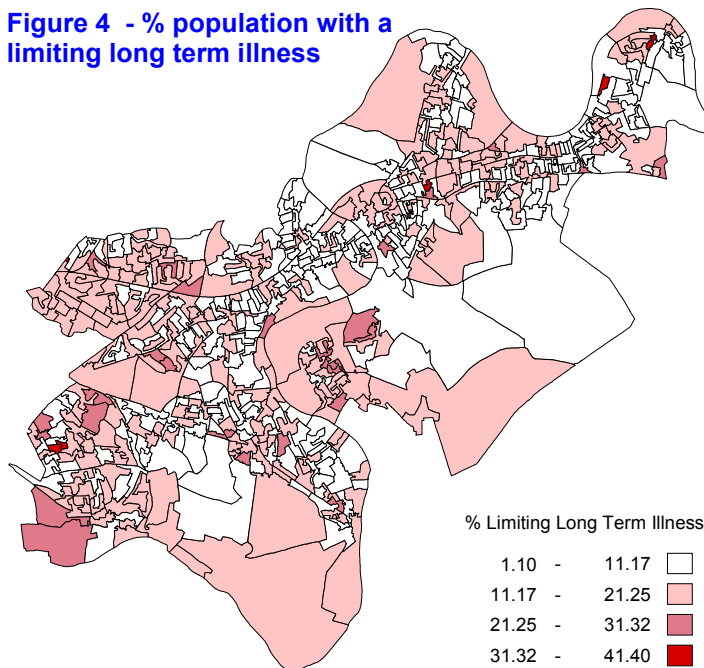 Figure 4 - % population with a
limiting long term illness
% Limiting Long Term Illness
1.10 - 11.17
11.17 - 21.25
21.25 - 31.32
31.32 - 41.40